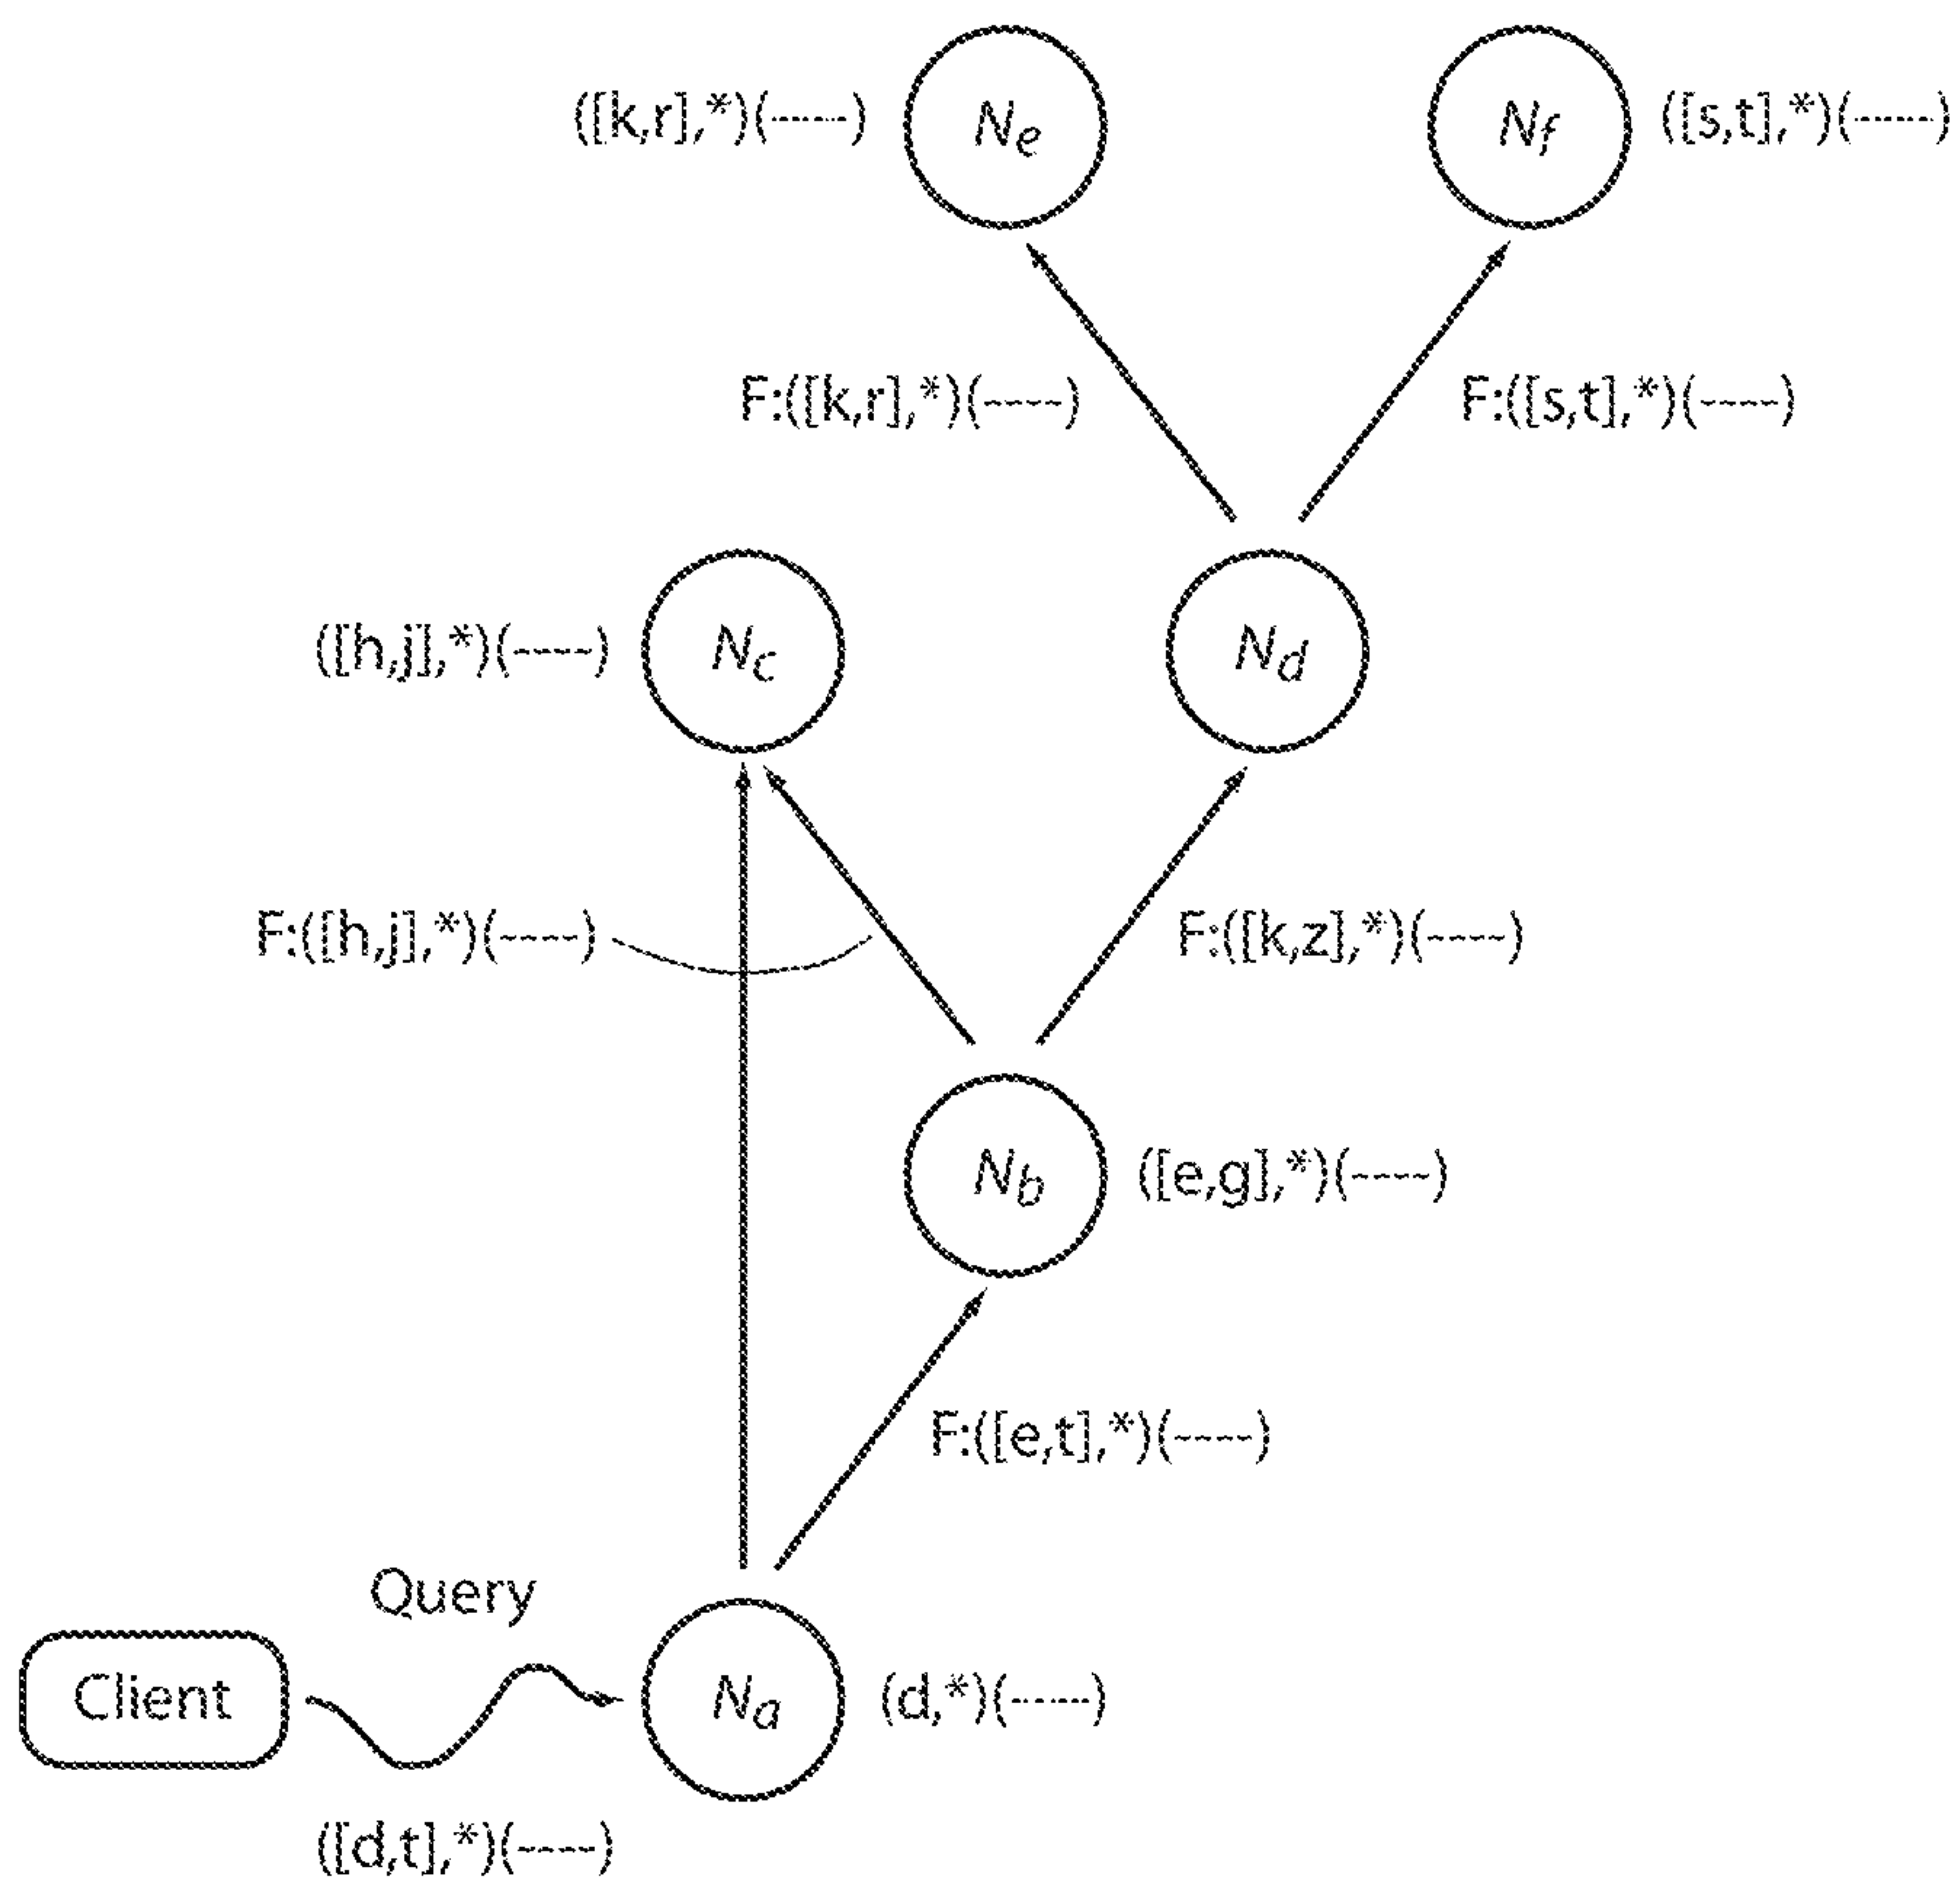 ([k,r],*)(-----)
Ne
Nf
([s,t],*)(-----)
F:([k,r],*)(----)
F:([s,t],*)(----)
([h,j],*)(----)
Nc
Nd
F:([h,j],*)(----)
F:([k,z],*)(----)
Nb
([e,g],*)(----)
F:([e,t],*)(----)
Query
Client
Na
(d,*)(-----)
([d,t],*)(----)